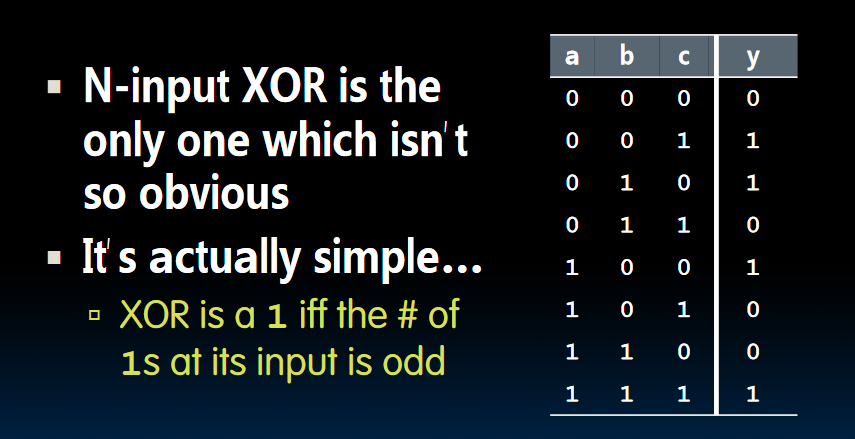 N-input XOR is the
only one which isn't
so obvious
It's actually simple…
XOR is a 1 iff the # of
1s at its input is odd
a b c y
0 0 0 0
0 0 1 1
0 1 0 1
0 1 1 0
1 0 0 1
1 0 1 0
1 1 0 0
1 1 1 1